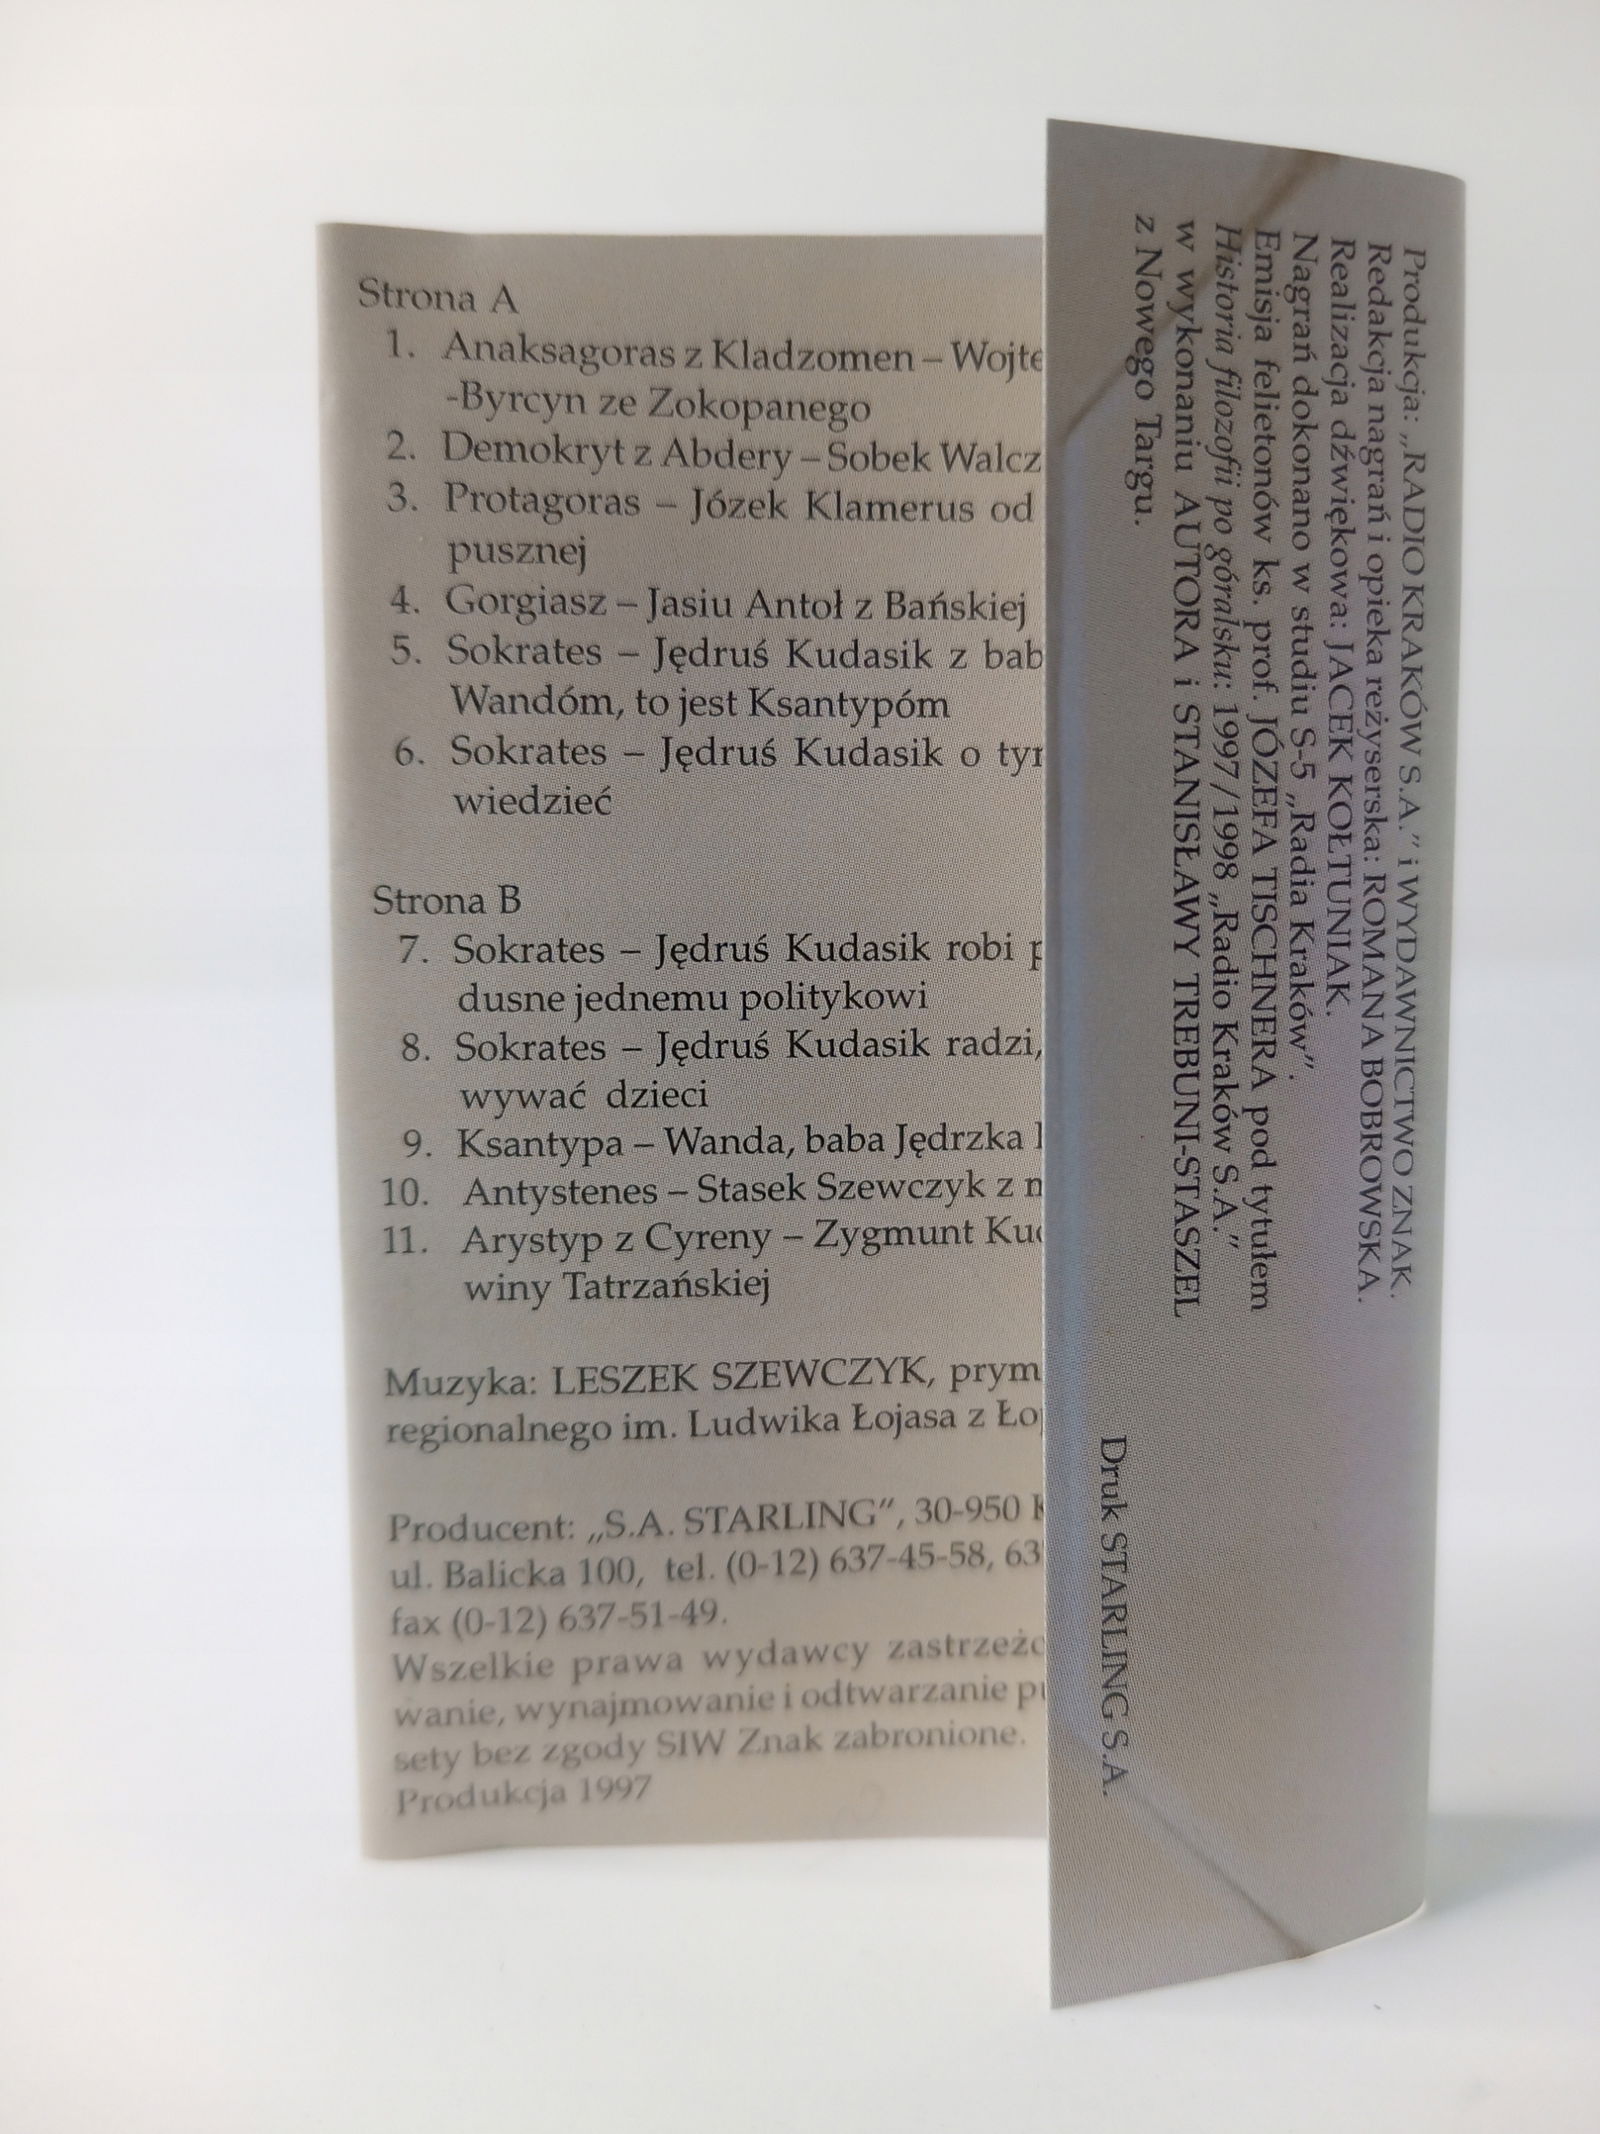 Strona A
1. Anaksagoras z Kladzomen – Wojte
-Byrcyn ze Zokopanego
2. Demokryt z Abdery – Sobek Walcz
3. Protagoras – Józek Klamerus od
pusznej
4. Gorgiasz – Jasiu Antoł z Bańskiej
5. Sokrates – Jędruś Kudasik z bab
Wandóm, to jest Ksantypóm
6. Sokrates – Jędruś Kudasik o tym
wiedzieć
Strona B
7. Sokrates – Jędruś Kudasik robi p
dusne jednemu politykowi
8. Sokrates – Jędruś Kudasik radzi,
wywać dzieci
9. Ksantypa – Wanda, baba Jędrzka
10. Antystenes – Stasek Szewczyk z n
11. Arystyp z Cyreny – Zygmunt Kud
winy Tatrzańskiej
Muzyka: LESZEK SZEWCZYK, prym
regionalnego im. Ludwika Łojasa z Łop
Producent: „S.A. STARLING”, 30-950 K
ul. Balicka 100, tel. (0-12) 637-45-58, 63
fax (0-12) 637-51-49.
Wszelkie prawa wydawcy zastrzeżo
wanie, wynajmowanie i odtwarzanie pu
sety bez zgody SIW Znak zabronione.
Produkcja 1997
Produkcja: „RADIO KRAKÓW S.A.” i WYDAWNICTWO ZNAK.
Redakcja nagrań i opieka reżyserska: ROMANA BOBROWSKA.
Realizacja dźwiękowa: JACEK KOŁTUNIAK.
Nagrań dokonano w studiu S-5 „Radia Kraków”.
Emisja felietonów ks. prof. JÓZEFA TISCHNERA pod tytułem
Historia filozofii po góralsku: 1997/1998 „Radio Kraków S.A.”
w wykonaniu AUTORA i STANISŁAWY TREBUNI-STASZEL
z Nowego Targu.
Druk STARLING S.A.